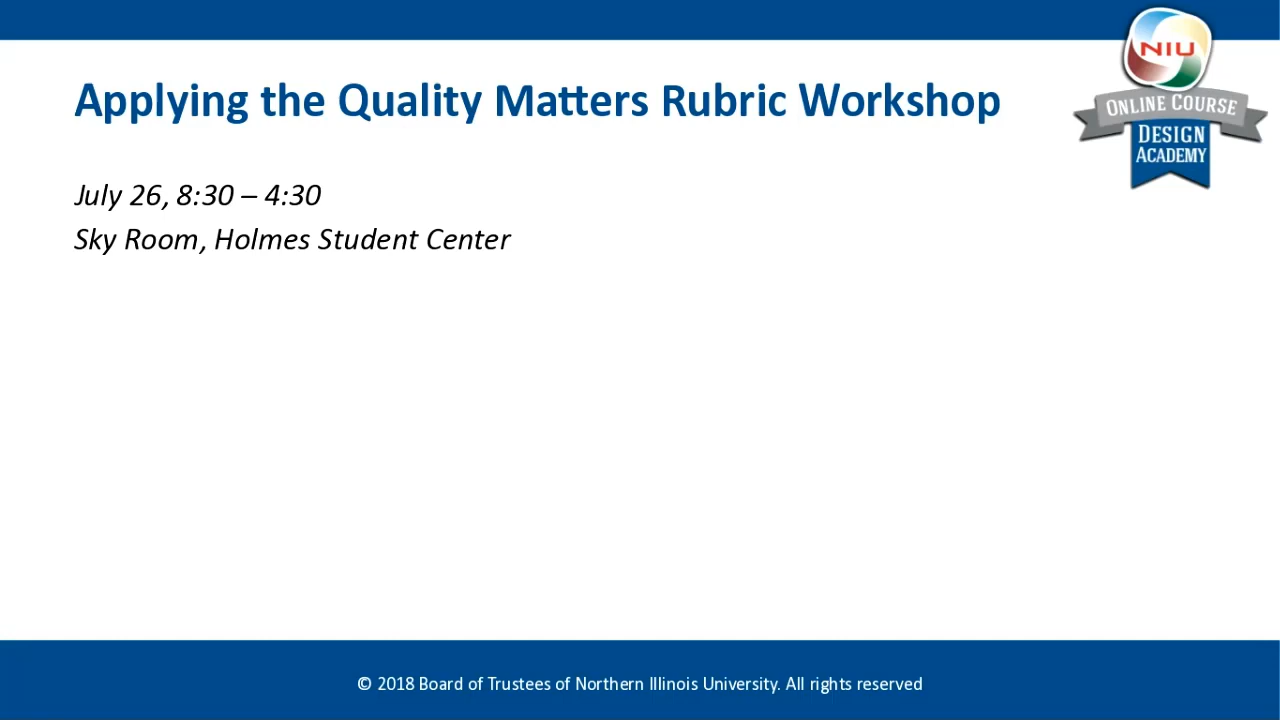 Applying the Quality Matters Rubric Workshop
NIU
ONLINE COURSE
DESIGN
ACADEMY
July 26, 8:30 – 4:30
Sky Room, Holmes Student Center
© 2018 Board of Trustees of Northern Illinois University. All rights reserved